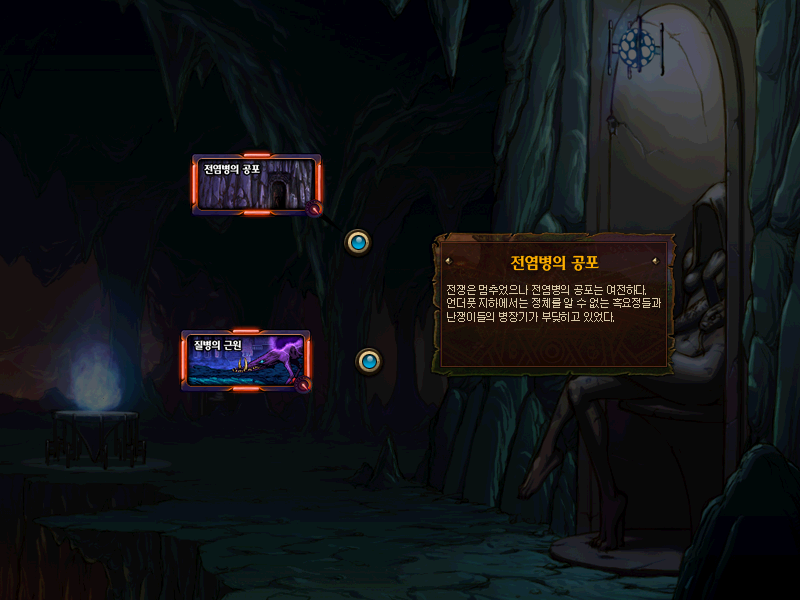 전염병의 공포
질병의 근원
전염병의 공포
전쟁은 멈추었으나 전염병의 공포는 여전하다.
언더풋 지하에서는 정체를 알 수 없는 흑요정들과
난쟁이들의 병장기가 부딪히고 있었다.